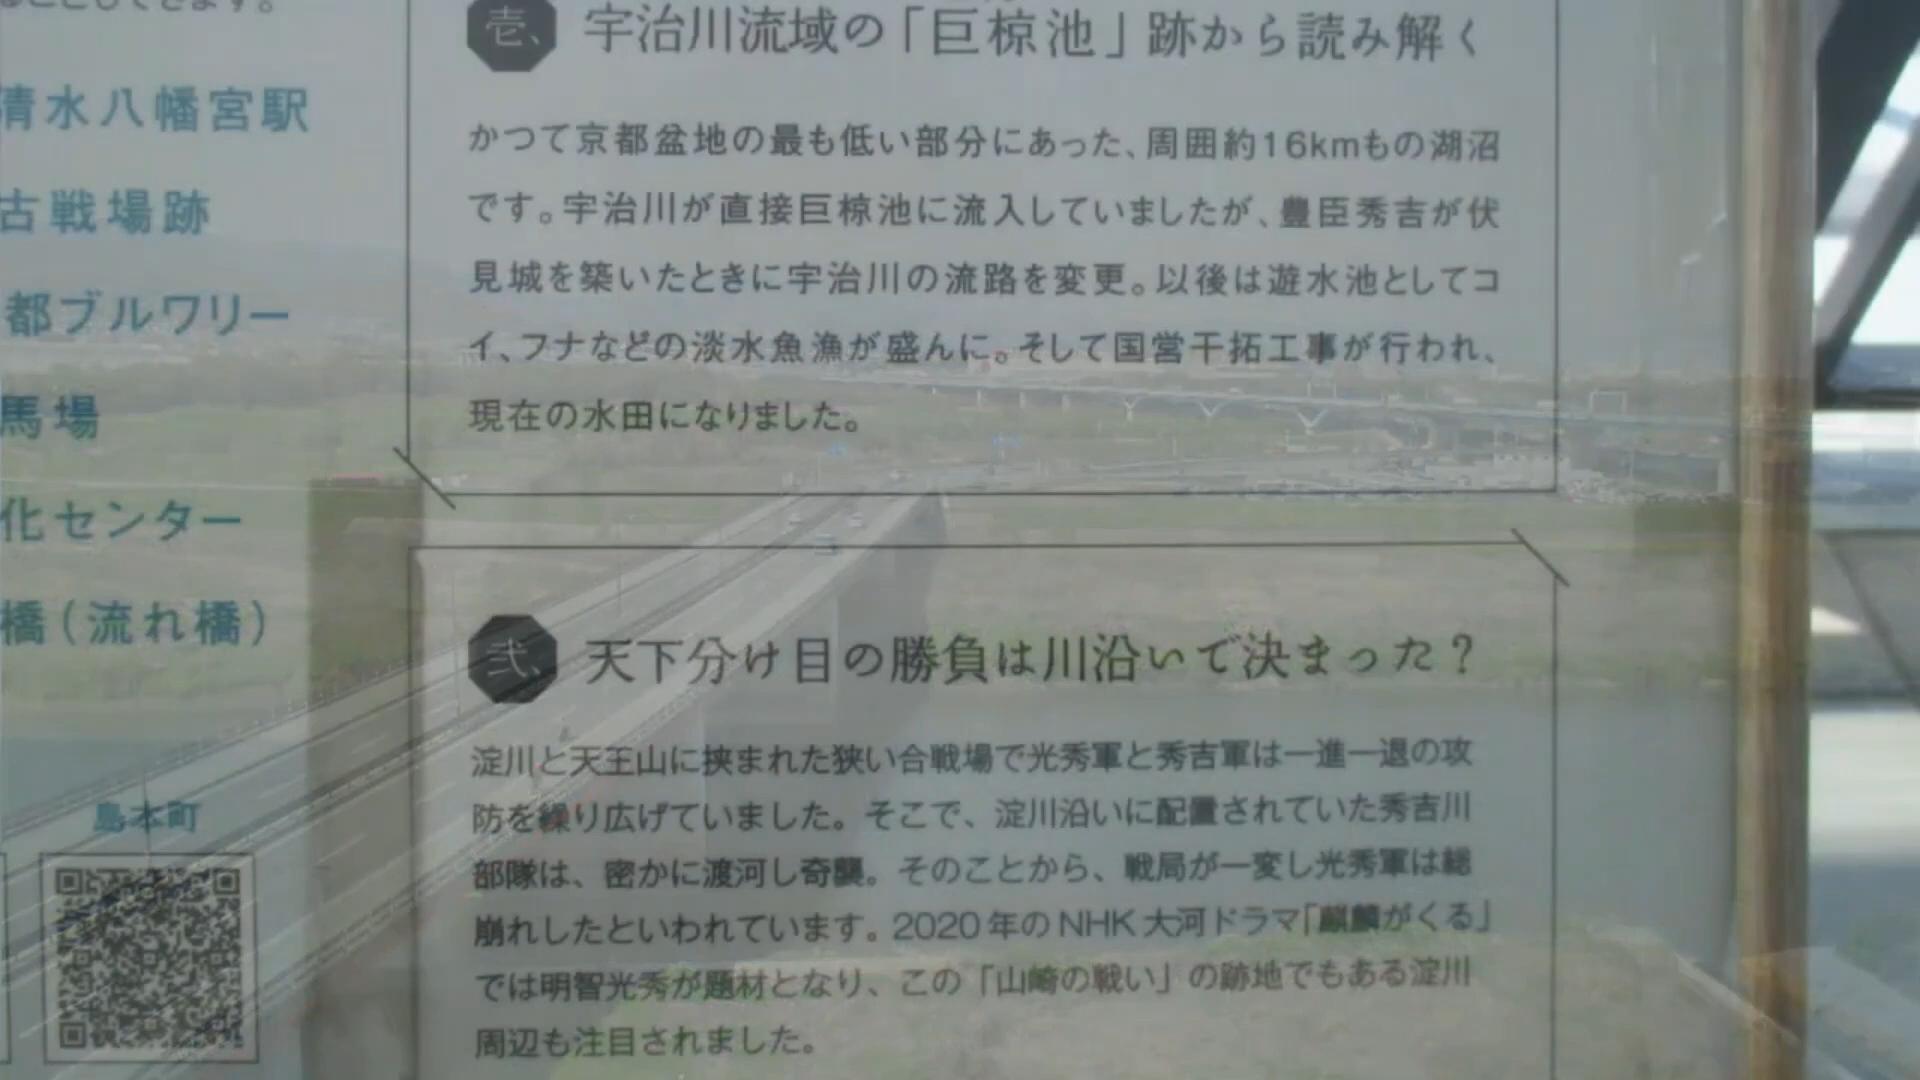 ることもできます。
清水八幡宮駅
古戦場跡
都ブルワリー
馬場
化センター
橋（流れ橋）
島本町
壱、宇治川流域の「巨椋池」跡から読み解く
かつて京都盆地の最も低い部分にあった、周囲約16kmもの湖沼
です。宇治川が直接巨椋池に流入していましたが、豊臣秀吉が伏
見城を築いたときに宇治川の流路を変更。以後は遊水池としてコ
イ、フナなどの淡水魚漁が盛んに。そして国営干拓工事が行われ、
現在の水田になりました。
弐、天下分け目の勝負は川沿いで決まった？
淀川と天王山に挟まれた狭い合戦場で光秀軍と秀吉軍は一進一退の攻
防を繰り広げていました。そこで、淀川沿いに配置されていた秀吉川
部隊は、密かに渡河し奇襲。そのことから、戦局が一変し光秀軍は総
崩れしたといわれています。2020年のNHK大河ドラマ「麒麟がくる」
では明智光秀が題材となり、この「山崎の戦い」の跡地でもある淀川
周辺も注目されました。